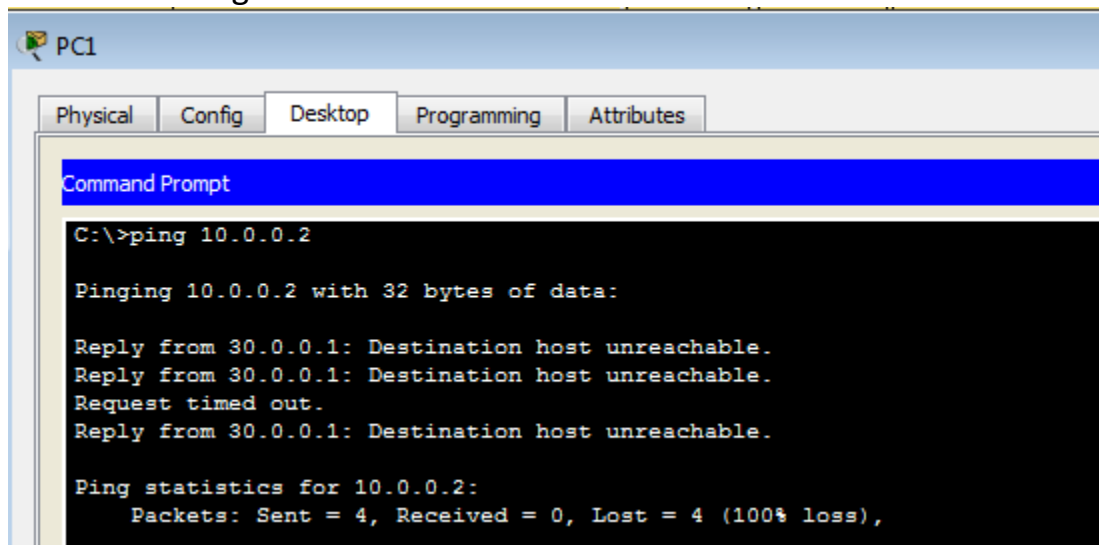 PC1
Physical Config Desktop Programming Attributes
Command Prompt
C:\>ping 10.0.0.2
Pinging 10.0.0.2 with 32 bytes of data:
Reply from 30.0.0.1: Destination host unreachable.
Reply from 30.0.0.1: Destination host unreachable.
Request timed out.
Reply from 30.0.0.1: Destination host unreachable.
Ping statistics for 10.0.0.2:
Packets: Sent = 4, Received = 0, Lost = 4 (100% loss),